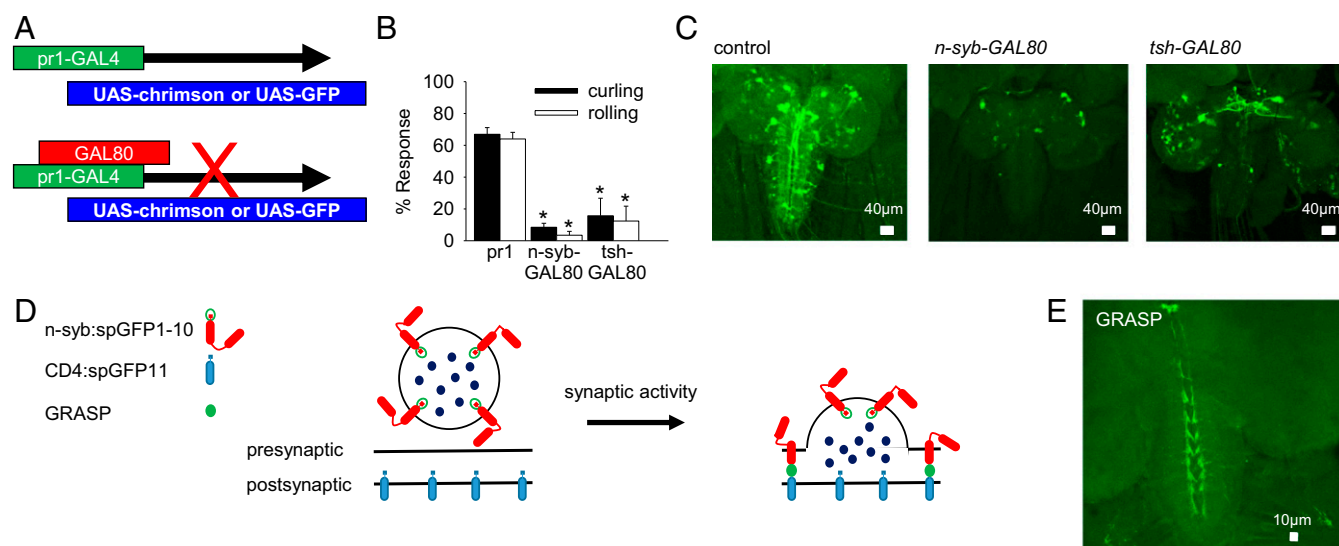 A
pr1-GAL4
UAS-chrimson or UAS-GFP
GAL80
pr1-GAL4
UAS-chrimson or UAS-GFP
B
% Response
100
80
60
40
20
0
curling
rolling
* * * *
pr1 n-syb-GAL80 tsh-GAL80
C
control n-syb-GAL80 tsh-GAL80
40µm 40µm 40µm
D
n-syb:spGFP1-10
CD4:spGFP11
GRASP
presynaptic
postsynaptic
synaptic activity
E
GRASP
10µm